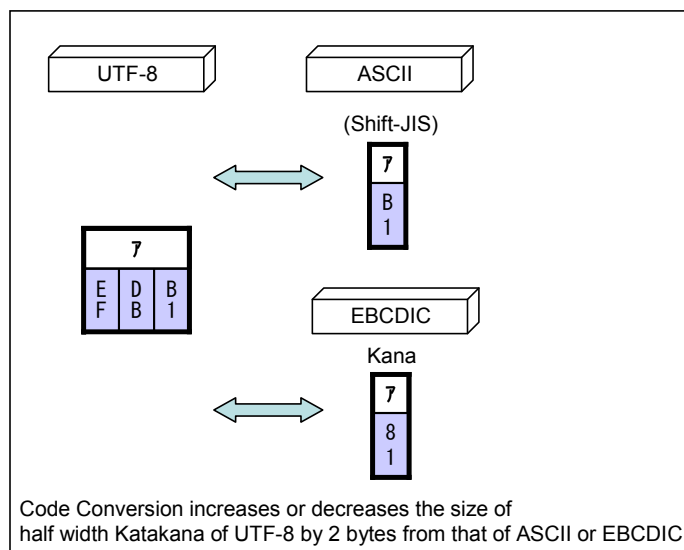 UTF-8 ASCII
(Shift-JIS)
ｱ
B
1
ｱ
E D B
F B 1
EBCDIC
Kana
ｱ
8
1
Code Conversion increases or decreases the size of
half width Katakana of UTF-8 by 2 bytes from that of ASCII or EBCDIC